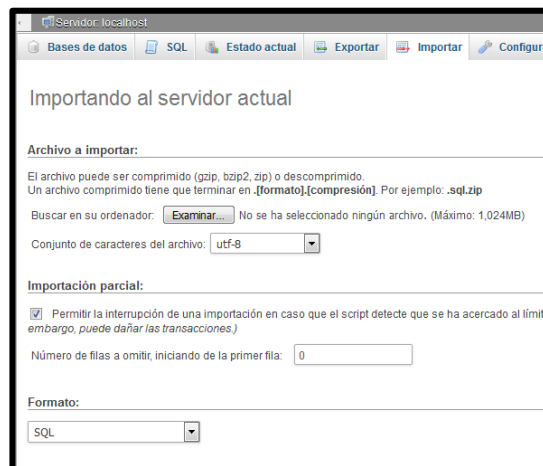 Servidor: localhost
Bases de datos SQL Estado actual Exportar Importar Configur
Importando al servidor actual
Archivo a importar:
El archivo puede ser comprimido (gzip, bzip2, zip) o descomprimido.
Un archivo comprimido tiene que terminar en .[formato].[compresión]. Por ejemplo: .sql.zip
Buscar en su ordenador: Examinar... No se ha seleccionado ningún archivo. (Máximo: 1,024MB)
Conjunto de caracteres del archivo: utf-8
Importación parcial:
Permitir la interrupción de una importación en caso que el script detecte que se ha acercado al límit
embargo, puede dañar las transacciones.)
Número de filas a omitir, iniciando de la primer fila: 0
Formato:
SQL